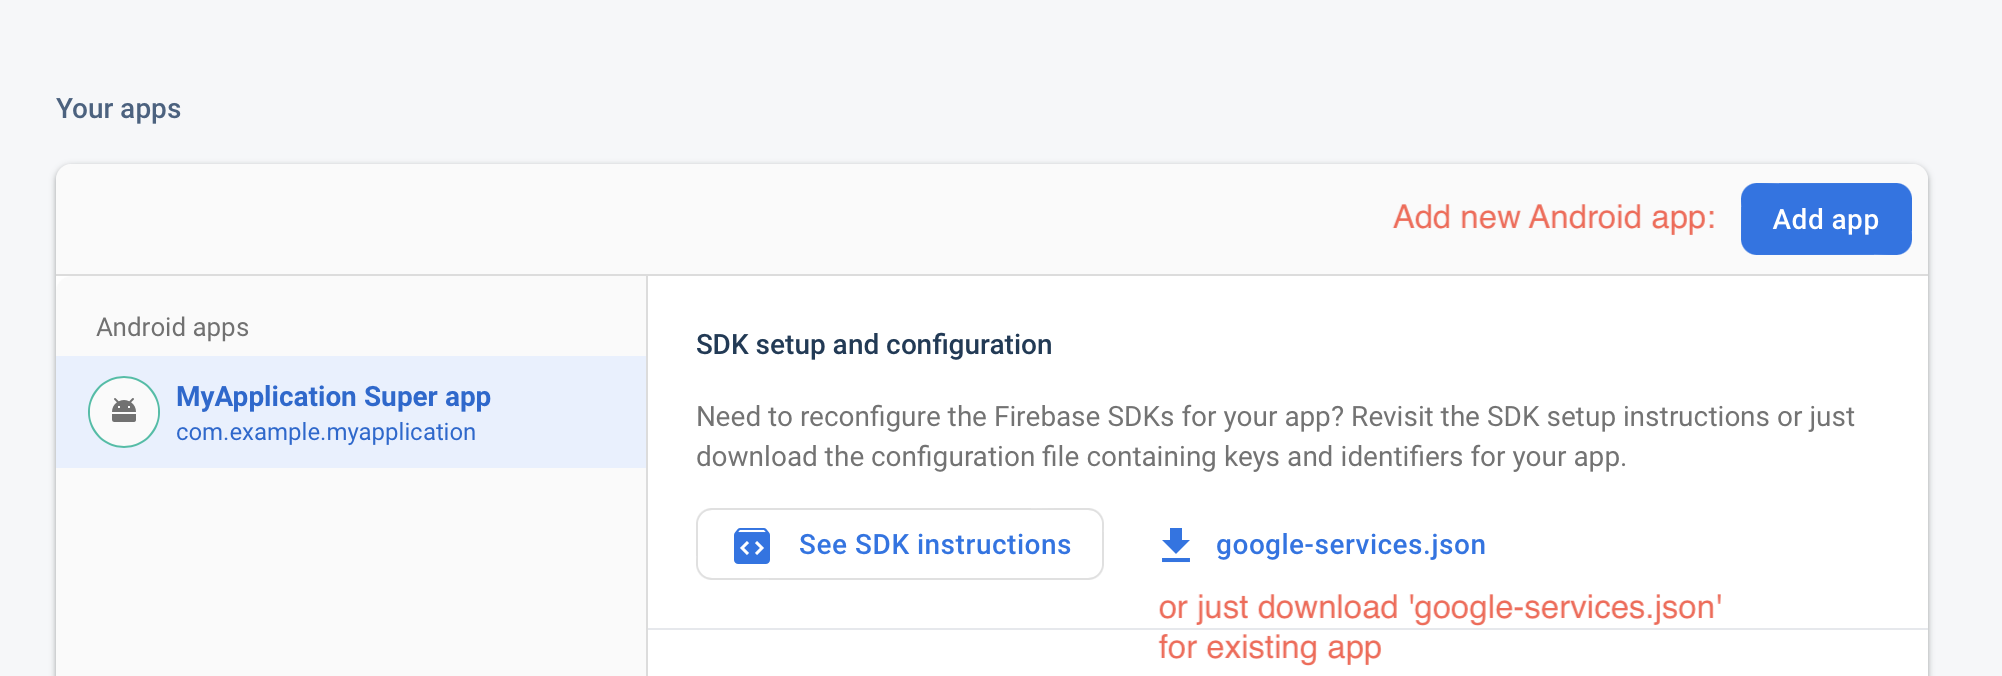 Your apps
Add new Android app:
Add app
Android apps
MyApplication Super app
com.example.myapplication
SDK setup and configuration
Need to reconfigure the Firebase SDKs for your app? Revisit the SDK setup instructions or just
download the configuration file containing keys and identifiers for your app.
See SDK instructions
google-services.json
or just download 'google-services.json'
for existing app